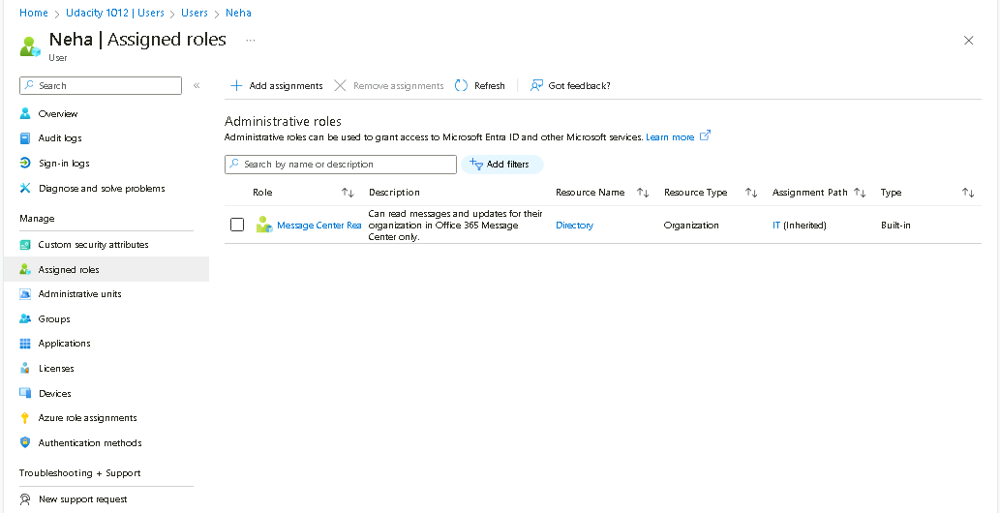 Home > Udacity 1012 | Users > Users > Neha
Neha | Assigned roles ...
User
Search
«
Add assignments
Remove assignments
Refresh
Got feedback?
Overview
Audit logs
Sign-in logs
Diagnose and solve problems
Manage
Custom security attributes
Assigned roles
Administrative units
Groups
Applications
Licenses
Devices
Azure role assignments
Authentication methods
Troubleshooting + Support
New support request
Administrative roles
Administrative roles can be used to grant access to Microsoft Entra ID and other Microsoft services. Learn more
Search by name or description
Add filters
Role
Description
Resource Name
Resource Type
Assignment Path
Type
Message Center Rea
Can read messages and updates for their
organization in Office 365 Message
Center only.
Directory
Organization
IT (Inherited)
Built-in